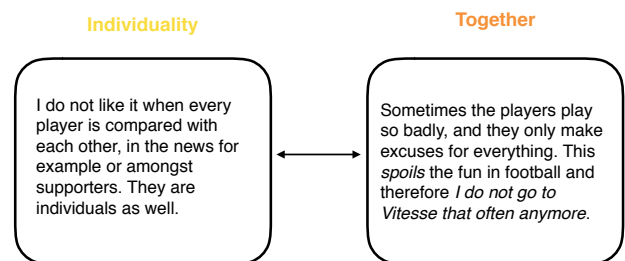 Individuality
Together
I do not like it when every
player is compared with
each other, in the news for
example or amongst
supporters. They are
individuals as well.
Sometimes the players play
so badly, and they only make
excuses for everything. This
spoils the fun in football and
therefore I do not go to
Vitesse that often anymore.